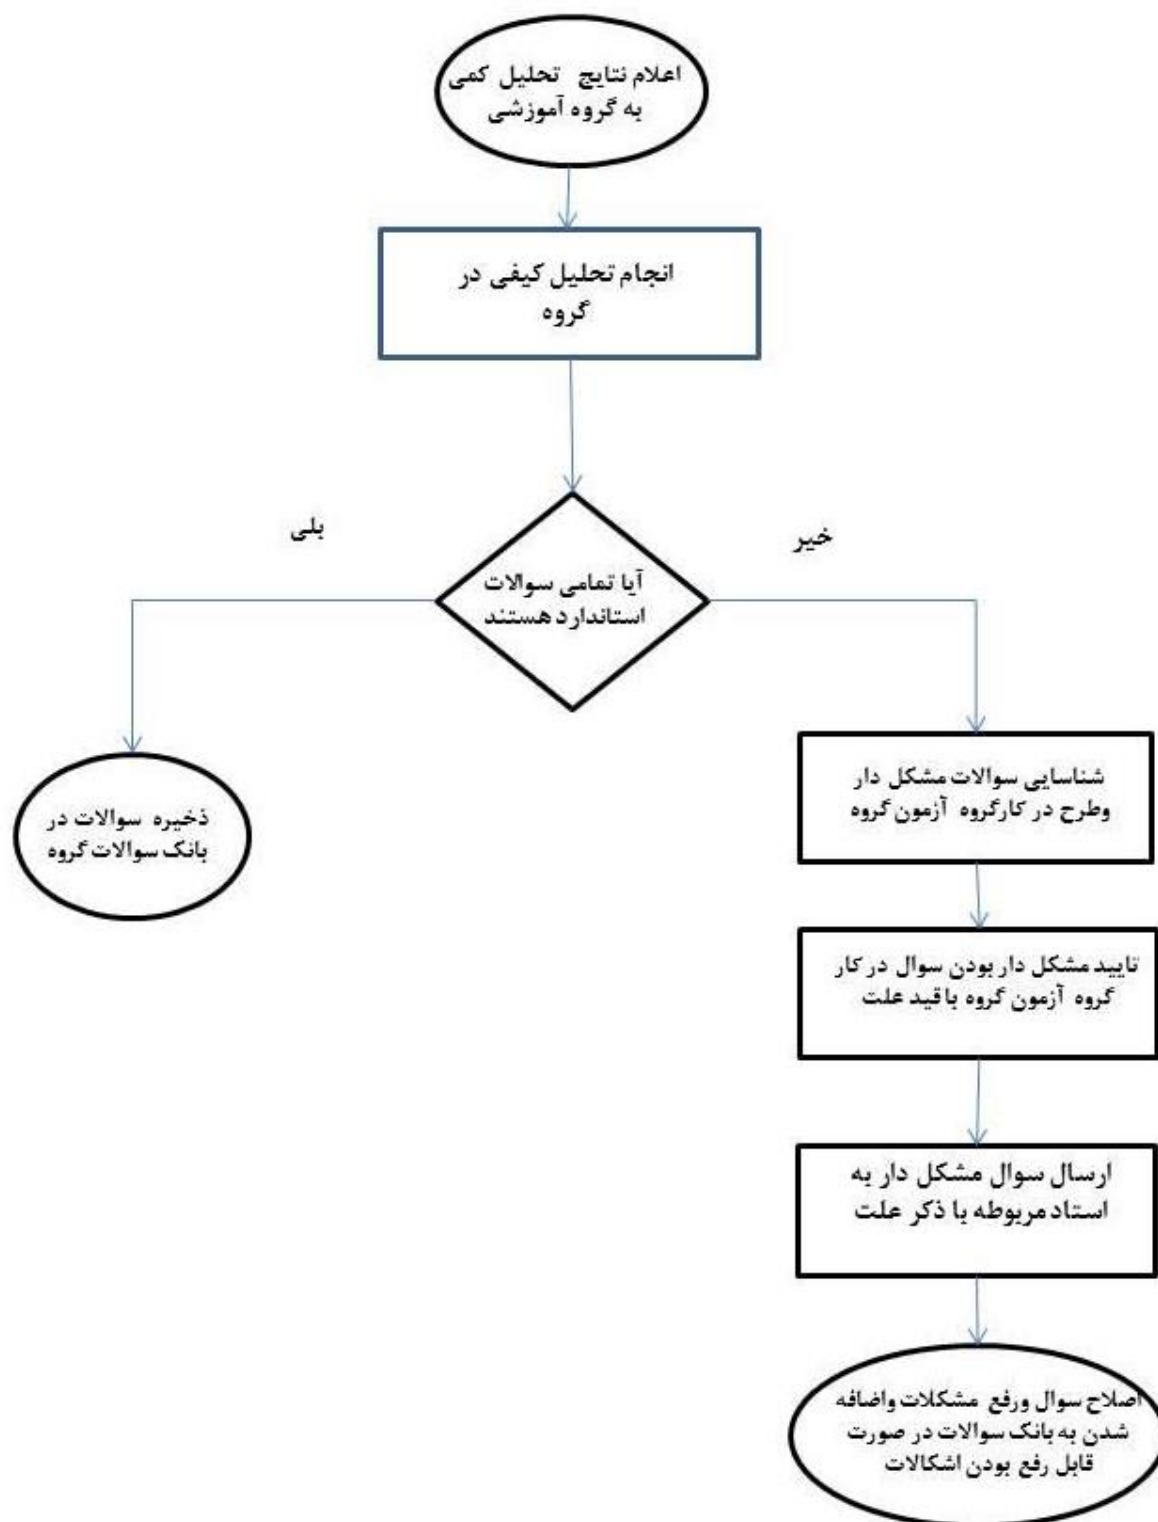 اعلام نتایج تحلیل کمی
به گروه آموزشی
انجام تحلیل کیفی در
گروه
بلی
خیر
آیا تمامی سوالات
استاندارد هستند
ذخیره سوالات در
بانک سوالات گروه
شناسایی سوالات مشکل دار
وطرح در کارگروه آزمون گروه
تایید مشکل دار بودن سوال در کار
گروه آزمون گروه با قید علت
ارسال سوال مشکل دار به
استاد مربوطه با ذکر علت
اصلاح سوال ورفع مشکلات واضافه
شدن به بانک سوالات در صورت
قابل رفع بودن اشکالات